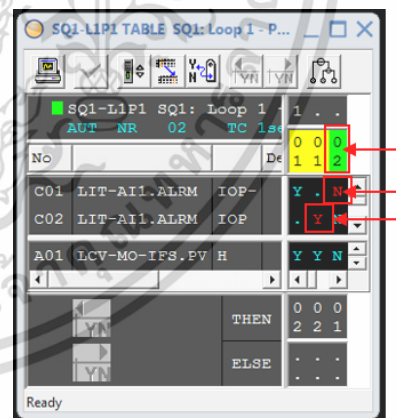 SQ1-L1P1 TABLE SQ1: Loop 1 - P...
SQ1-L1P1 SQ1: Loop 1 - 1 . .
AUT NR 02 TC 1se
No De 0 0 0
1 1 2
C01 LIT-AI1.ALRM IOP- Y . N
C02 LIT-AI1.ALRM IOP . Y N
A01 LCV-MO-IFS.PV H Y Y N
YN THEN 0 0 0
2 2 1
YN ELSE . . .
. . .
Ready